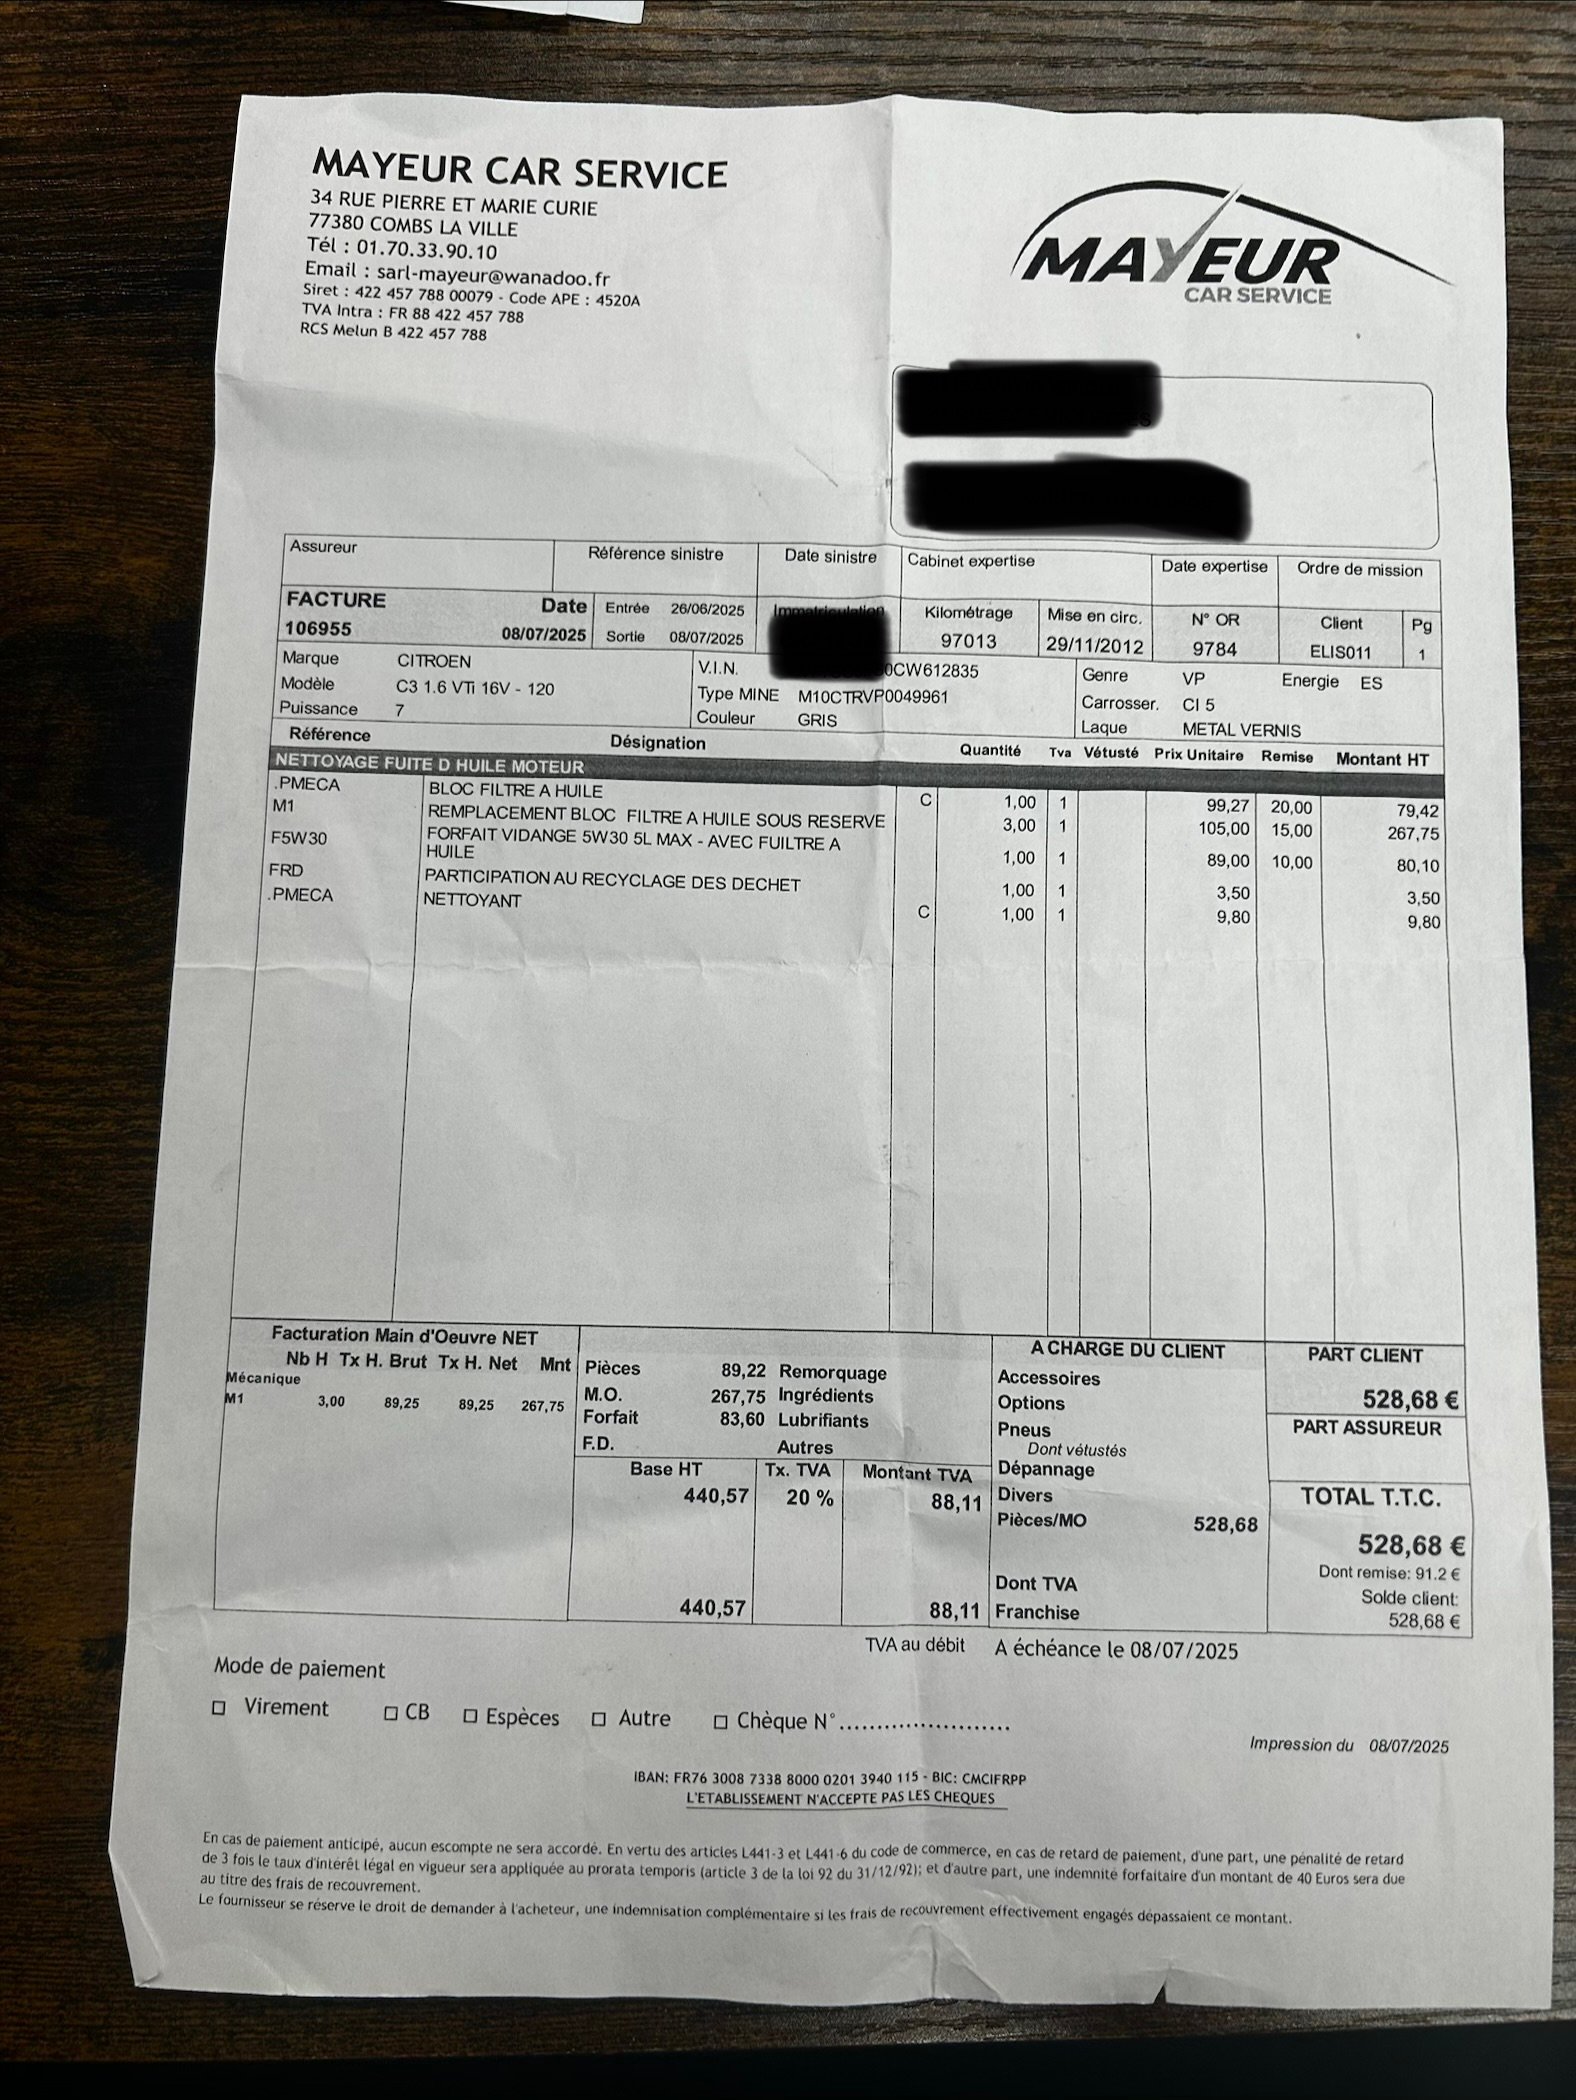 MAYEUR CAR SERVICE
34 RUE PIERRE ET MARIE CURIE
77380 COMBS LA VILLE
Tél : 01.70.33.90.10
Email : sarl-mayeur@wanadoo.fr
Siret : 422 457 788 00079 - Code APE : 4520A
TVA Intra : FR 88 422 457 788
RCS Melun B 422 457 788
MAYEUR
CAR SERVICE
Assureur Référence sinistre Date sinistre Cabinet expertise Date expertise Ordre de mission
FACTURE Date Entrée 26/06/2025 Immatriculation Kilométrage Mise en circ. N° OR Client Pg
106955 08/07/2025 Sortie 08/07/2025 97013 29/11/2012 9784 ELIS011 1
Marque CITROEN V.I.N. 0CW612835 Genre VP Energie ES
Modèle C3 1.6 VTi 16V - 120 Type MINE M10CTRVP0049961 Carrosser. CI 5
Puissance 7 Couleur GRIS Laque METAL VERNIS
Référence Désignation Quantité Tva Vétusté Prix Unitaire Remise Montant HT
NETTOYAGE FUITE D HUILE MOTEUR
.PMECA BLOC FILTRE A HUILE C 1,00 1 99,27 20,00 79,42
M1 REMPLACEMENT BLOC FILTRE A HUILE SOUS RESERVE 3,00 1 105,00 15,00 267,75
F5W30 FORFAIT VIDANGE 5W30 5L MAX - AVEC FUILTRE A
HUILE 1,00 1 89,00 10,00 80,10
FRD PARTICIPATION AU RECYCLAGE DES DECHET 1,00 1 3,50 3,50
.PMECA NETTOYANT C 1,00 1 9,80 9,80
Facturation Main d'Oeuvre NET
Nb H Tx H. Brut Tx H. Net Mnt
Mécanique
M1 3,00 89,25 89,25 267,75
Pièces 89,22 Remorquage
M.O. 267,75 Ingrédients
Forfait 83,60 Lubrifiants
F.D. Autres
Base HT Tx. TVA Montant TVA
440,57 20 % 88,11
440,57 88,11
A CHARGE DU CLIENT
Accessoires
Options
Pneus
Dont vétustés
Dépannage
Divers
Pièces/MO 528,68
Dont TVA
Franchise
PART CLIENT
528,68 €
PART ASSUREUR
TOTAL T.T.C.
528,68 €
Dont remise: 91.2 €
Solde client:
528,68 €
TVA au débit A échéance le 08/07/2025
Mode de paiement
☐ Virement ☐ CB ☐ Espèces ☐ Autre ☐ Chèque N°.......................
Impression du 08/07/2025
IBAN: FR76 3008 7338 8000 0201 3940 115 - BIC: CMCIFRPP
L'ETABLISSEMENT N'ACCEPTE PAS LES CHEQUES
En cas de paiement anticipé, aucun escompte ne sera accordé. En vertu des articles L441-3 et L441-6 du code de commerce, en cas de retard de paiement, d'une part, une pénalité de retard
de 3 fois le taux d'intérêt légal en vigueur sera appliquée au prorata temporis (article 3 de la loi 92 du 31/12/92); et d'autre part, une indemnité forfaitaire d'un montant de 40 Euros sera due
au titre des frais de recouvrement.
Le fournisseur se réserve le droit de demander à l'acheteur, une indemnisation complémentaire si les frais de recouvrement effectivement engagés dépassaient ce montant.